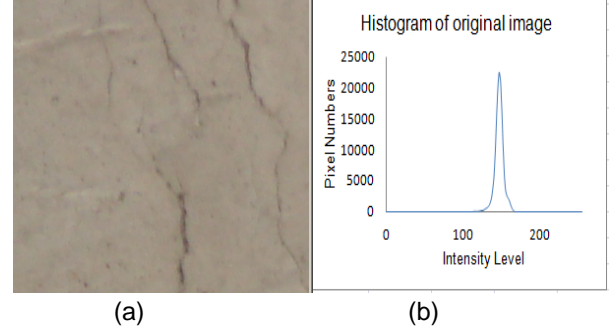 Histogram of original image
25000
20000
15000
10000
5000
0
Pixel Numbers
0 100 200
Intensity Level
(a) (b)